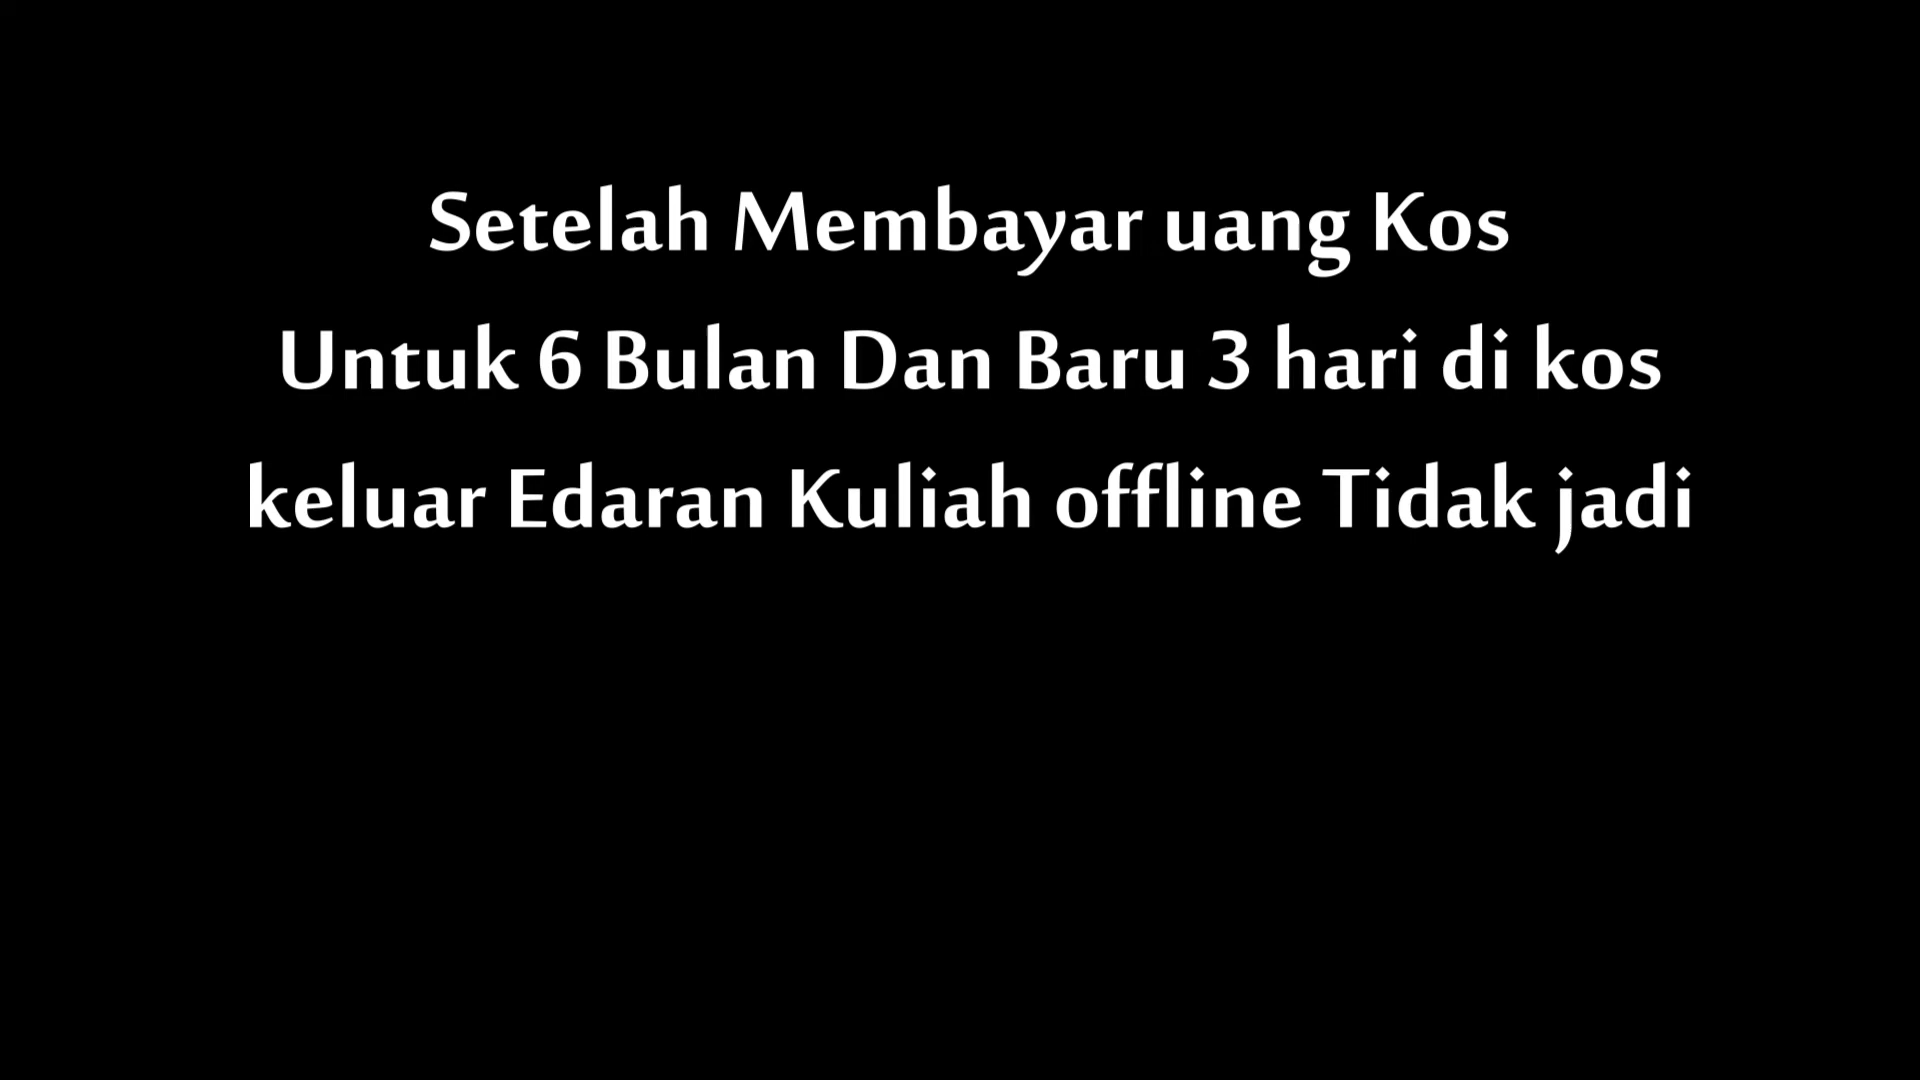 Setelah Membayar uang Kos
Untuk 6 Bulan Dan Baru 3 hari di kos
keluar Edaran Kuliah offline Tidak jadi